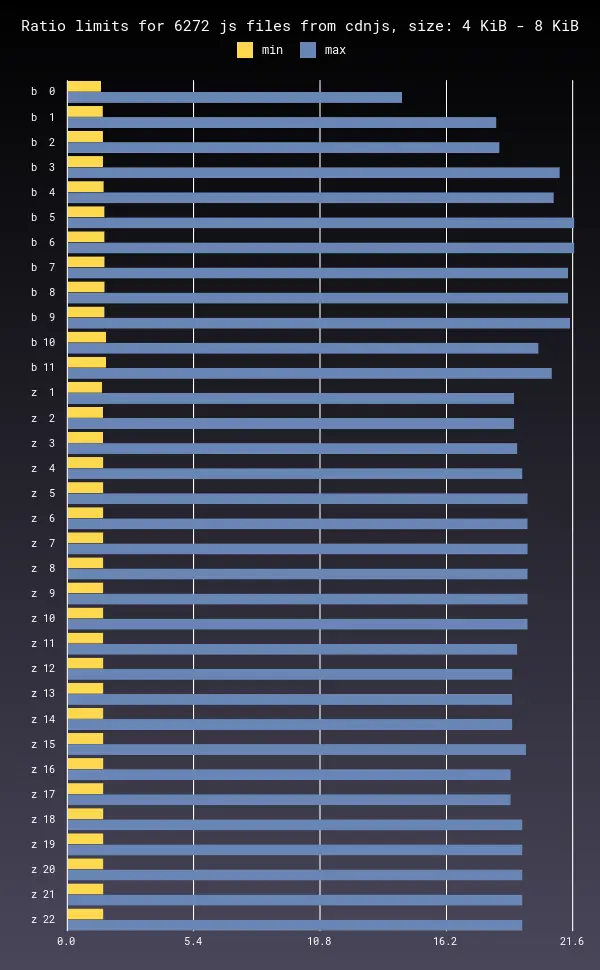 Ratio limits for 6272 js files from cdnjs, size: 4 KiB - 8 KiB
min max
b 0
b 1
b 2
b 3
b 4
b 5
b 6
b 7
b 8
b 9
b 10
b 11
z 1
z 2
z 3
z 4
z 5
z 6
z 7
z 8
z 9
z 10
z 11
z 12
z 13
z 14
z 15
z 16
z 17
z 18
z 19
z 20
z 21
z 22
0.0 5.4 10.8 16.2 21.6